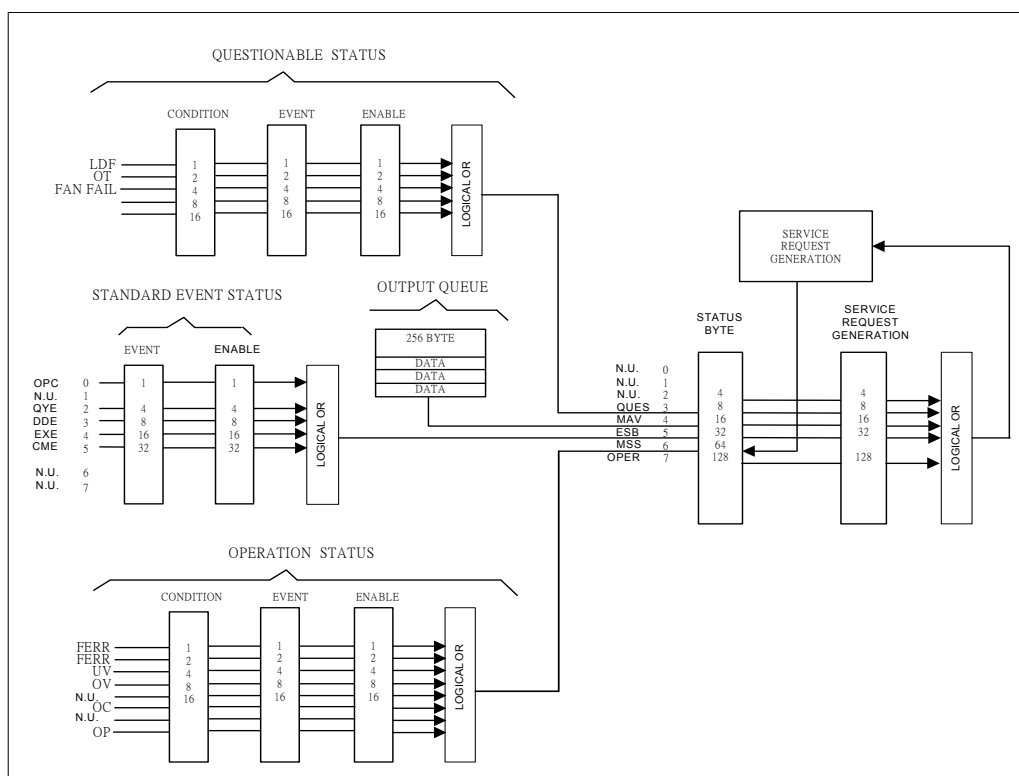 QUESTIONABLE STATUS
CONDITION EVENT ENABLE
LDF 1 1 1
OT 2 2 2
FAN FAIL 4 4 4
8 8 8
16 16 16
LOGICAL OR
SERVICE
REQUEST
GENERATION
STANDARD EVENT STATUS
EVENT ENABLE
OPC 0 1 1
N.U. 1
QYE 2 4 4
DDE 3 8 8
EXE 4 16 16
CME 5 32 32
N.U. 6
N.U. 7
LOGICAL OR
OUTPUT QUEUE
256 BYTE
DATA
DATA
DATA
STATUS
BYTE
SERVICE
REQUEST
GENERATION
N.U. 0
N.U. 1
N.U. 2 4 4
QUES 3 8 8
MAV 4 16 16
ESB 5 32 32
MSS 6 64
OPER 7 128 128
LOGICAL OR
OPERATION STATUS
CONDITION EVENT ENABLE
FERR 1 1 1
FERR 2 2 2
UV 4 4 4
OV 8 8 8
N.U. 16 16 16
OC
N.U.
OP
LOGICAL OR